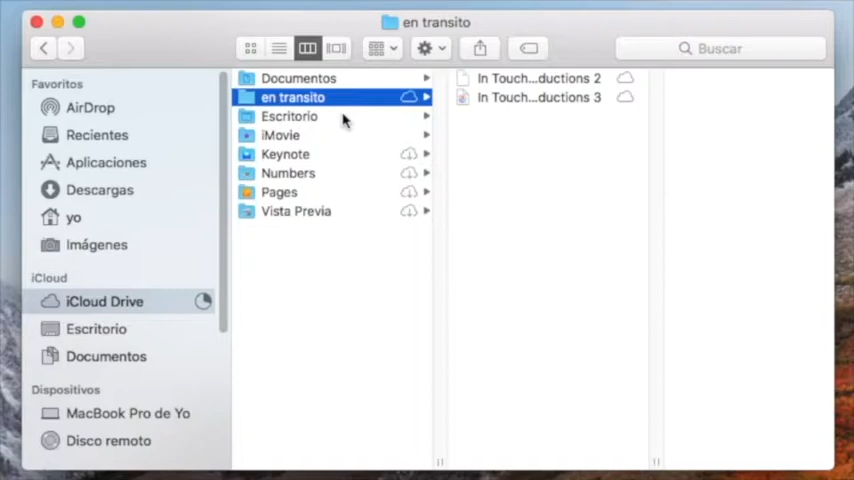 en transito
Buscar
Favoritos
AirDrop
Recientes
Aplicaciones
Descargas
yo
Imágenes
iCloud
iCloud Drive
Escritorio
Documentos
Dispositivos
MacBook Pro de Yo
Disco remoto
Documentos
en transito
Escritorio
iMovie
Keynote
Numbers
Pages
Vista Previa
In Touch...ductions 2
In Touch...ductions 3